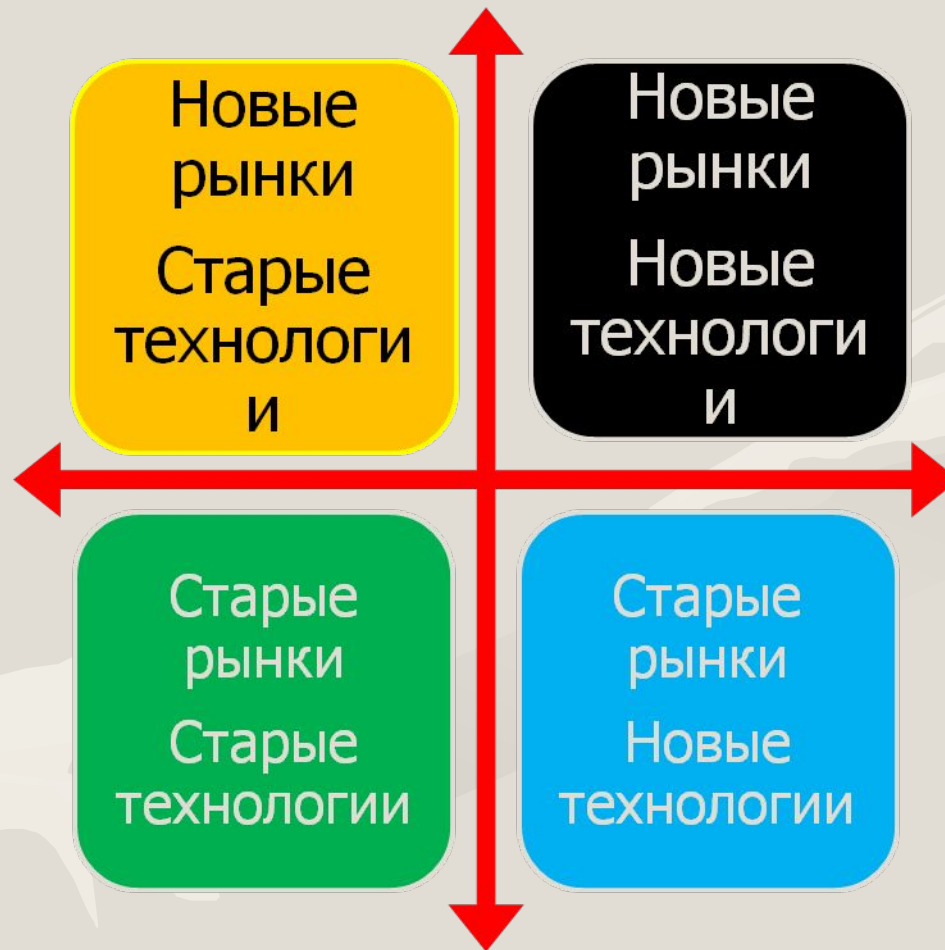 Новые
рынки
Старые
технологи
и
Новые
рынки
Новые
технологи
и
Старые
рынки
Старые
технологии
Старые
рынки
Новые
технологии